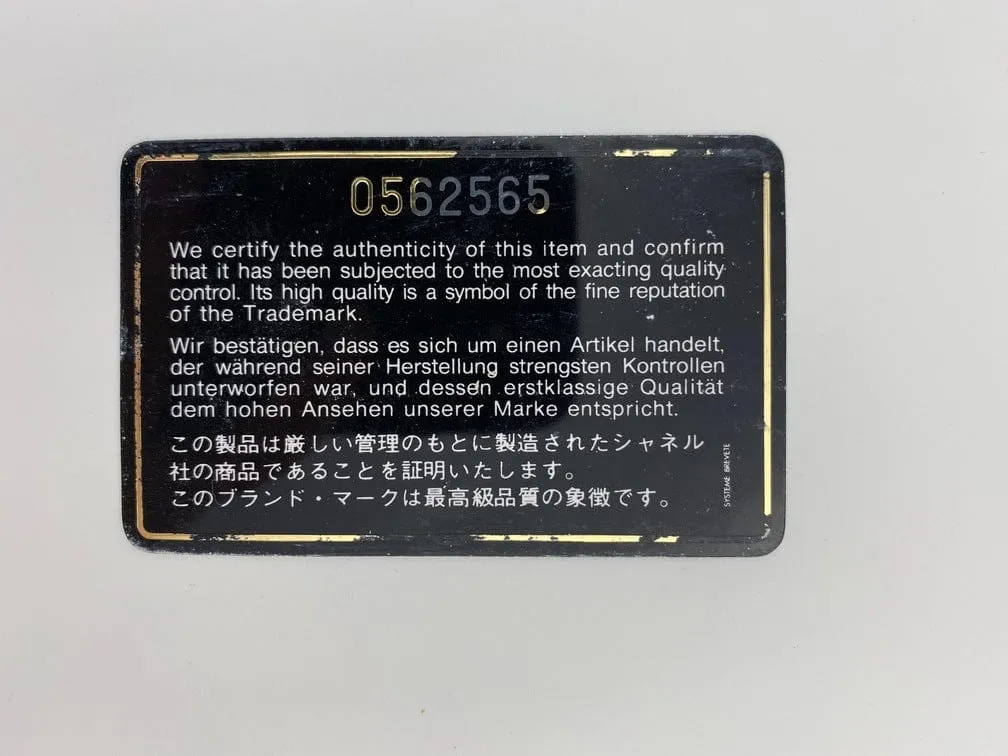 0562565
We certify the authenticity of this item and confirm
that it has been subjected to the most exacting quality
control. Its high quality is a symbol of the fine reputation
of the Trademark.
Wir bestätigen, dass es sich um einen Artikel handelt,
der während seiner Herstellung strengsten Kontrollen
unterworfen war, und dessen erstklassige Qualität
dem hohen Ansehen unserer Marke entspricht.
この製品は厳しい管理のもとに製造されたシャネル
社の商品であることを証明いたします。
このブランド・マークは最高級品質の象徴です。
SYSTEME BREVETE